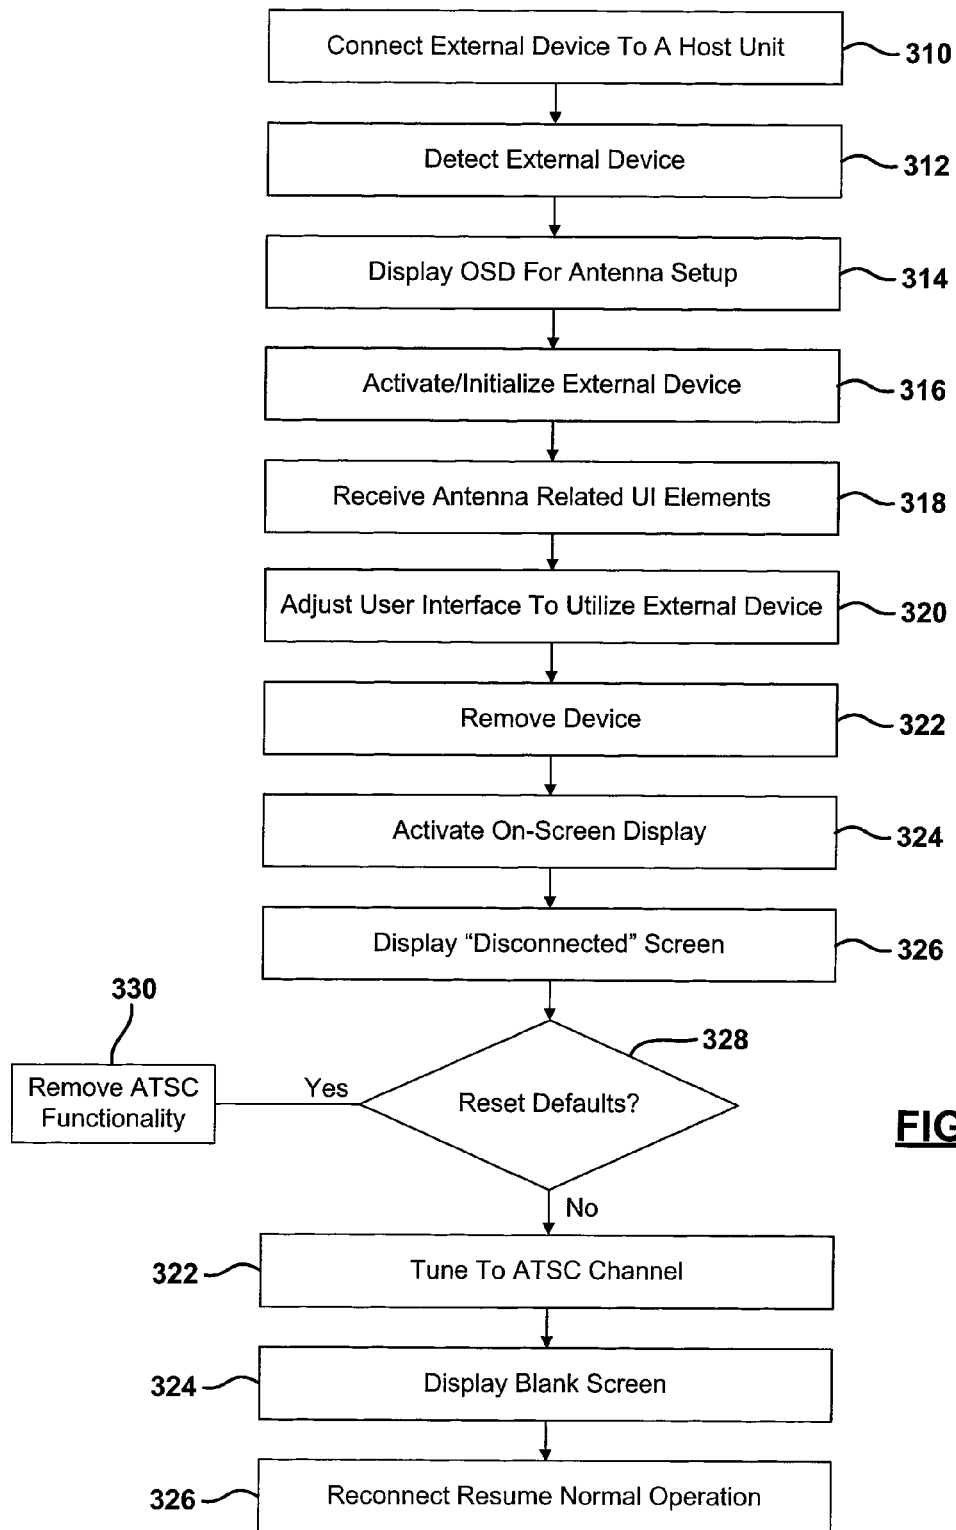 Connect External Device To A Host Unit
310
Detect External Device
312
Display OSD For Antenna Setup
314
Activate/Initialize External Device
316
Receive Antenna Related UI Elements
318
Adjust User Interface To Utilize External Device
320
Remove Device
322
Activate On-Screen Display
324
Display “Disconnected” Screen
326
330
328
Remove ATSC
Functionality
Yes
Reset Defaults?
FIG
No
322
Tune To ATSC Channel
324
Display Blank Screen
326
Reconnect Resume Normal Operation